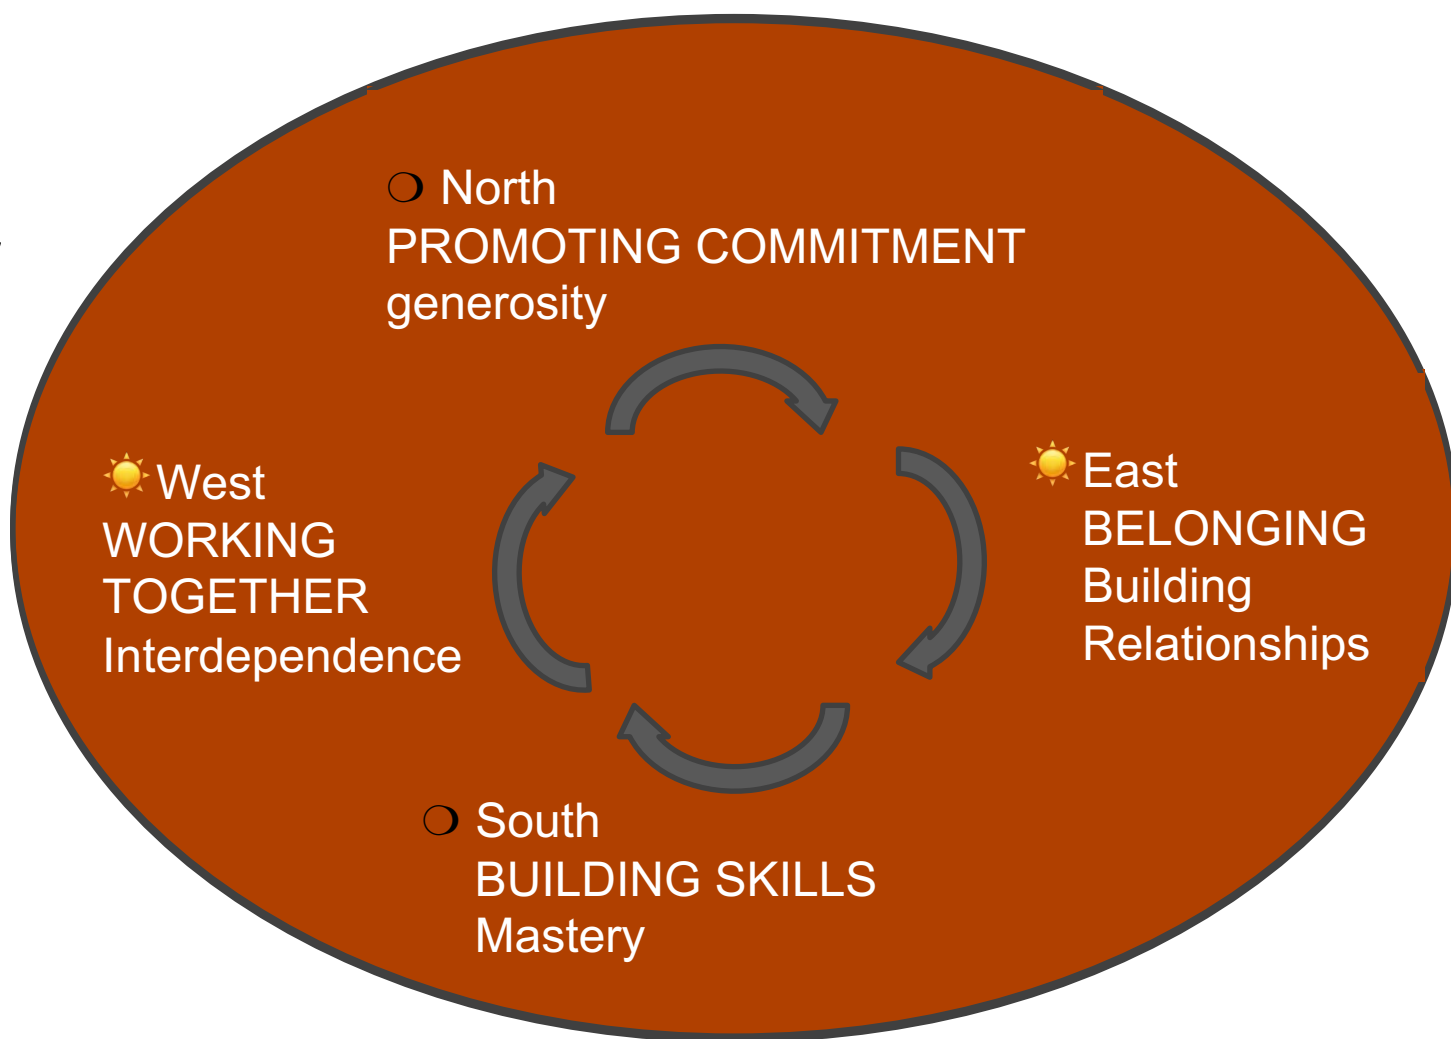 ❍ North
PROMOTING COMMITMENT
generosity
☀️West
WORKING
TOGETHER
Interdependence
☀️East
BELONGING
Building
Relationships
❍ South
BUILDING SKILLS
Mastery